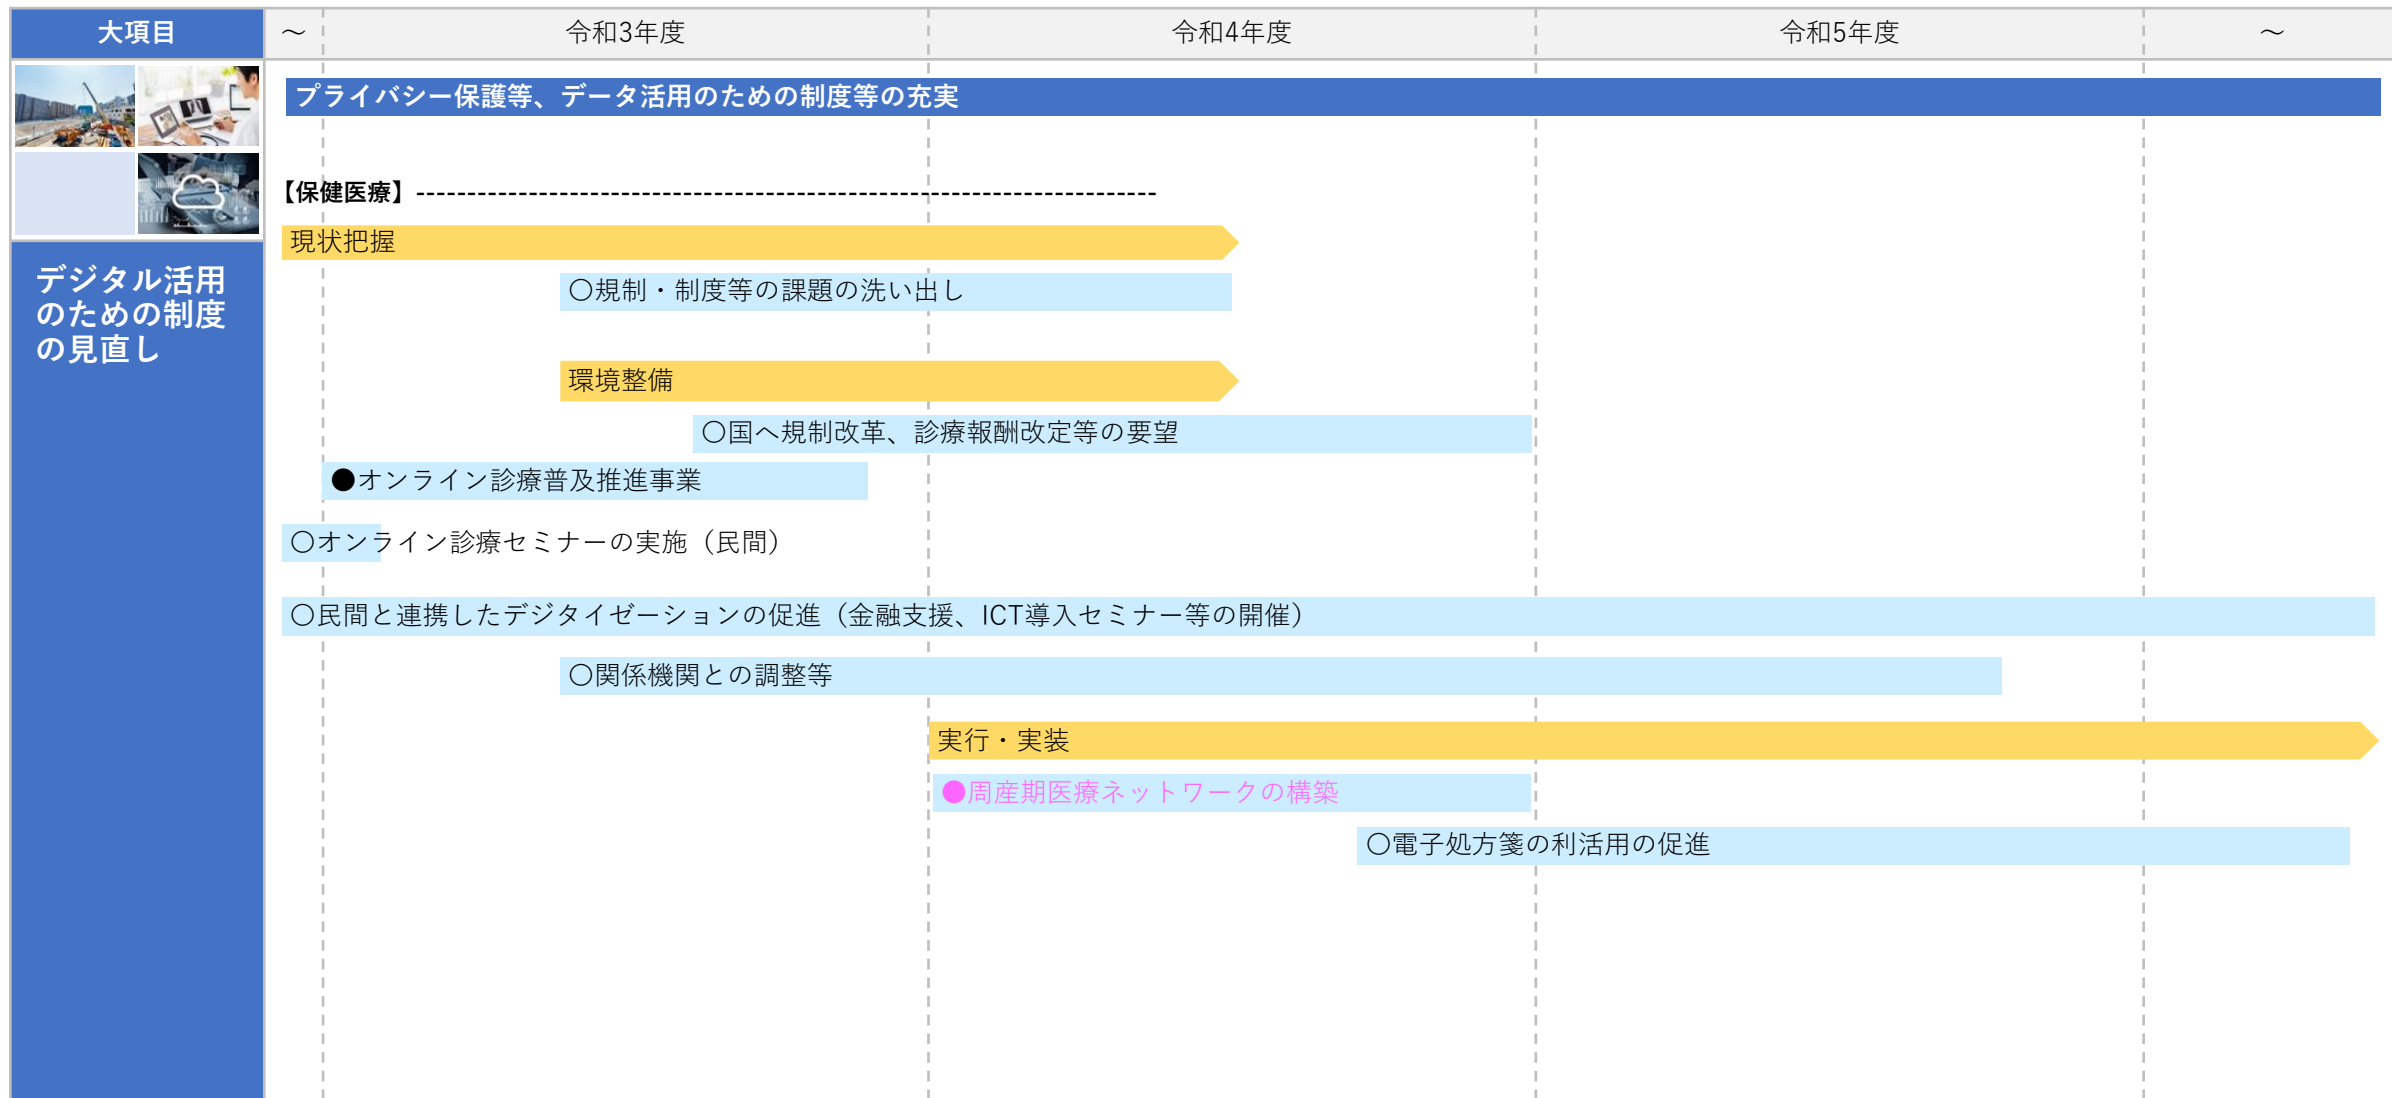 大項目
～
令和3年度
令和4年度
令和5年度
～
プライバシー保護等、データ活用のための制度等の充実
デジタル活用
のための制度
の見直し
【保健医療】------------------------------------------------------------------------
現状把握
○規制・制度等の課題の洗い出し
環境整備
○国へ規制改革、診療報酬改定等の要望
●オンライン診療普及推進事業
○オンライン診療セミナーの実施（民間）
○民間と連携したデジタイゼーションの促進（金融支援、ICT導入セミナー等の開催）
○関係機関との調整等
実行・実装
●周産期医療ネットワークの構築
○電子処方箋の利活用の促進